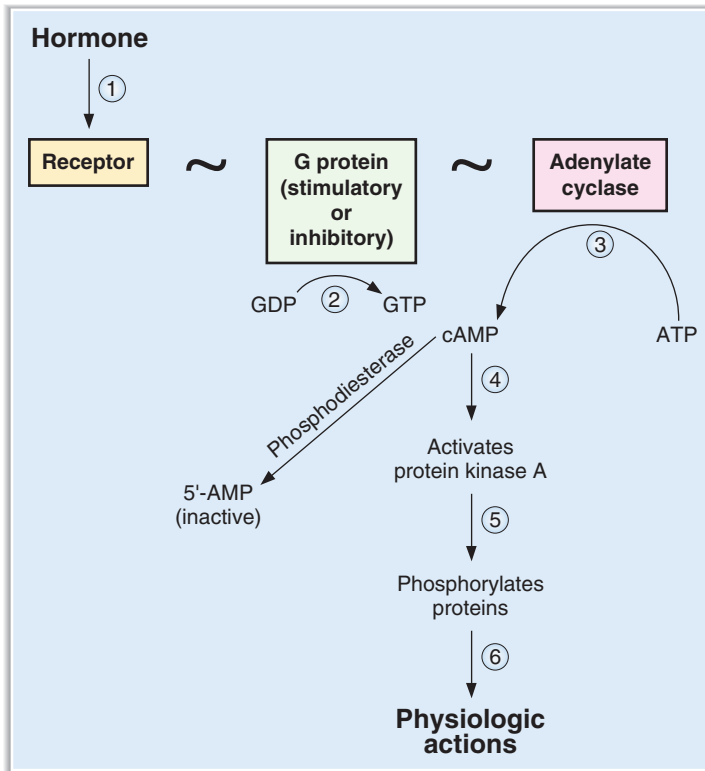 Hormone
①
Receptor
~
G protein
(stimulatory
or
inhibitory)
~
Adenylate
cyclase
③
GDP
②
GTP
cAMP
ATP
Phosphodiesterase
④
Activates
protein kinase A
5'-AMP
(inactive)
⑤
Phosphorylates
proteins
⑥
Physiologic
actions